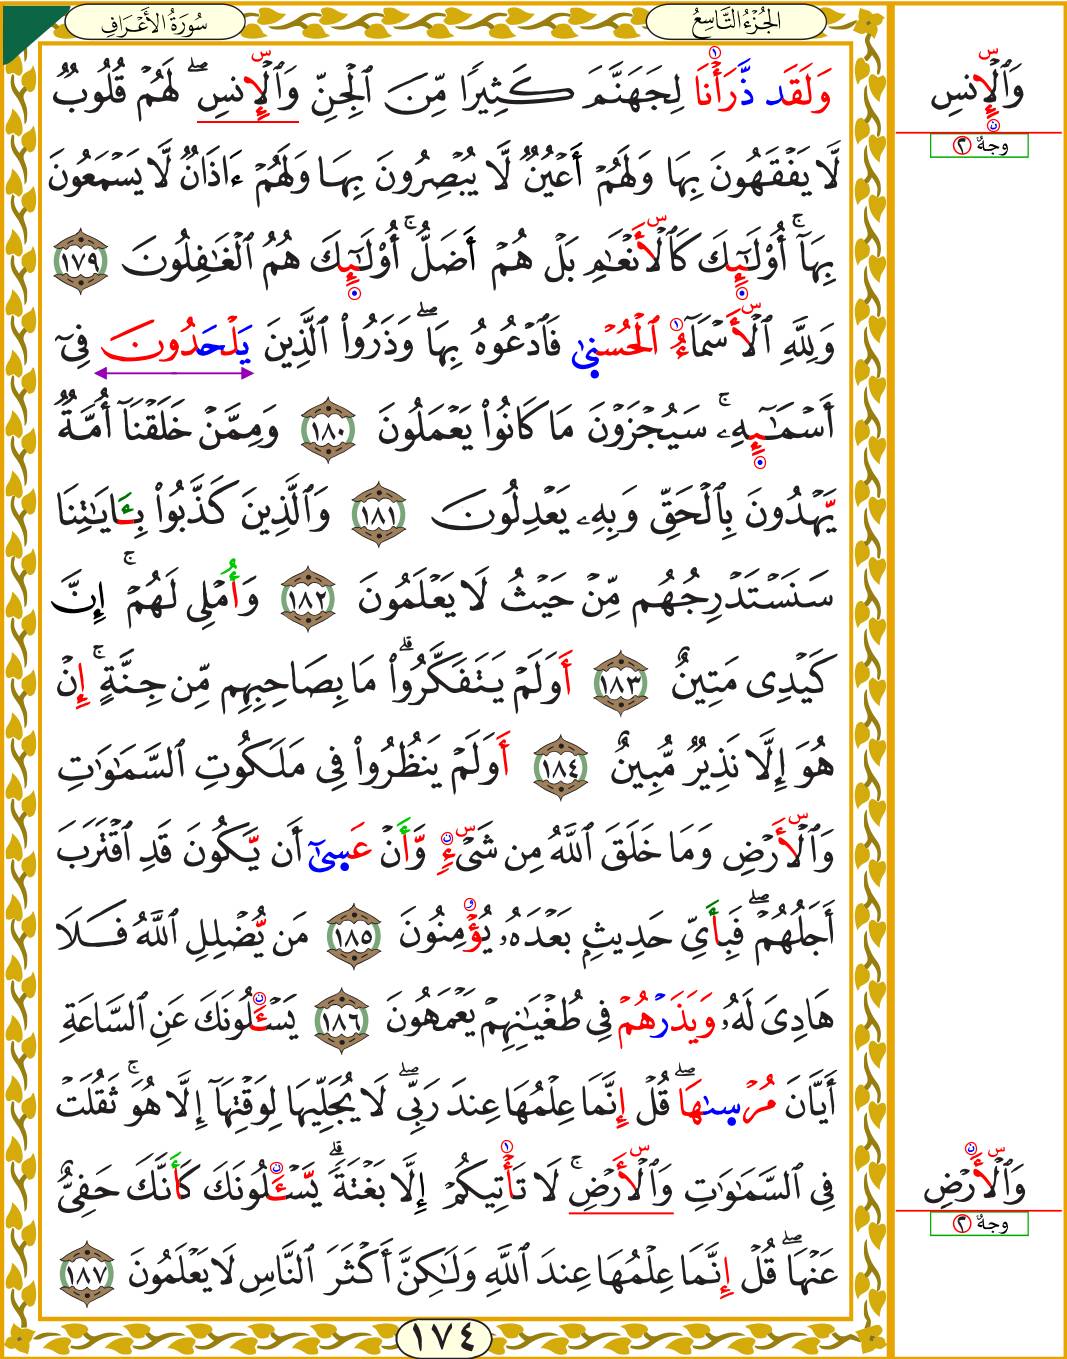 سُورَةُ الأَعْرَافِ
الجُزْءُ التَّاسِعُ
وَلَقَد ذَّرَأْنَا لِجَهَنَّمَ كَثِيرًا مِّنَ ٱلْجِنِّ وَٱلْإِنسِ ۖ لَهُمْ قُلُوبٌ
لَّا يَفْقَهُونَ بِهَا وَلَهُمْ أَعْيُنٌ لَّا يُبْصِرُونَ بِهَا وَلَهُمْ ءَاذَانٌ لَّا يَسْمَعُونَ
بِهَآ ۚ أُوْلَٰٓئِكَ كَٱلْأَنْعَٰمِ بَلْ هُمْ أَضَلُّ ۚ أُوْلَٰٓئِكَ هُمُ ٱلْغَٰفِلُونَ ١٧٩
وَلِلَّهِ ٱلْأَسْمَآءُ ٱلْحُسْنَىٰ فَٱدْعُوهُ بِهَا ۖ وَذَرُواْ ٱلَّذِينَ يَلْحَدُونَ فِىٓ
أَسْمَٰٓئِهِۦ ۚ سَيُجْزَوْنَ مَا كَانُواْ يَعْمَلُونَ ١٨٠ وَمِمَّنْ خَلَقْنَآ أُمَّةٌ
يَهْدُونَ بِٱلْحَقِّ وَبِهِۦ يَعْدِلُونَ ١٨١ وَٱلَّذِينَ كَذَّبُواْ بِـَٔايَٰتِنَا
سَنَسْتَدْرِجُهُم مِّنْ حَيْثُ لَا يَعْلَمُونَ ١٨٢ وَأُمْلِى لَهُمْ ۚ إِنَّ
كَيْدِى مَتِينٌ ١٨٣ أَوَلَمْ يَتَفَكَّرُواْ ۗ مَا بِصَاحِبِهِم مِّن جِنَّةٍ ۚ إِنْ
هُوَ إِلَّا نَذِيرٌ مُّبِينٌ ١٨٤ أَوَلَمْ يَنظُرُواْ فِى مَلَكُوتِ ٱلسَّمَٰوَٰتِ
وَٱلْأَرْضِ وَمَا خَلَقَ ٱللَّهُ مِن شَىْءٍ وَأَنْ عَسَىٰٓ أَن يَكُونَ قَدِ ٱقْتَرَبَ
أَجَلُهُمْ ۖ فَبِأَىِّ حَدِيثٍۭ بَعْدَهُۥ يُؤْمِنُونَ ١٨٥ مَن يُضْلِلِ ٱللَّهُ فَلَا
هَادِىَ لَهُۥ وَيَذَرْهُمْ فِى طُغْيَٰنِهِمْ يَعْمَهُونَ ١٨٦ يَسْـَٔلُونَكَ عَنِ ٱلسَّاعَةِ
أَيَّانَ مُرْسَىٰهَا ۖ قُلْ إِنَّمَا عِلْمُهَا عِندَ رَبِّى ۖ لَا يُجَلِّيهَا لِوَقْتِهَآ إِلَّا هُوَ ۚ ثَقُلَتْ
فِى ٱلسَّمَٰوَٰتِ وَٱلْأَرْضِ ۚ لَا تَأْتِيكُمْ إِلَّا بَغْتَةً ۗ يَسْـَٔلُونَكَ كَأَنَّكَ حَفِىٌّ
عَنْهَا ۖ قُلْ إِنَّمَا عِلْمُهَا عِندَ ٱللَّهِ وَلَٰكِنَّ أَكْثَرَ ٱلنَّاسِ لَا يَعْلَمُونَ ١٨٧
١٧٤
وَٱلْإِنسِ
وجهٌ ٢
وَٱلْأَرْضِ
وجهٌ ٢